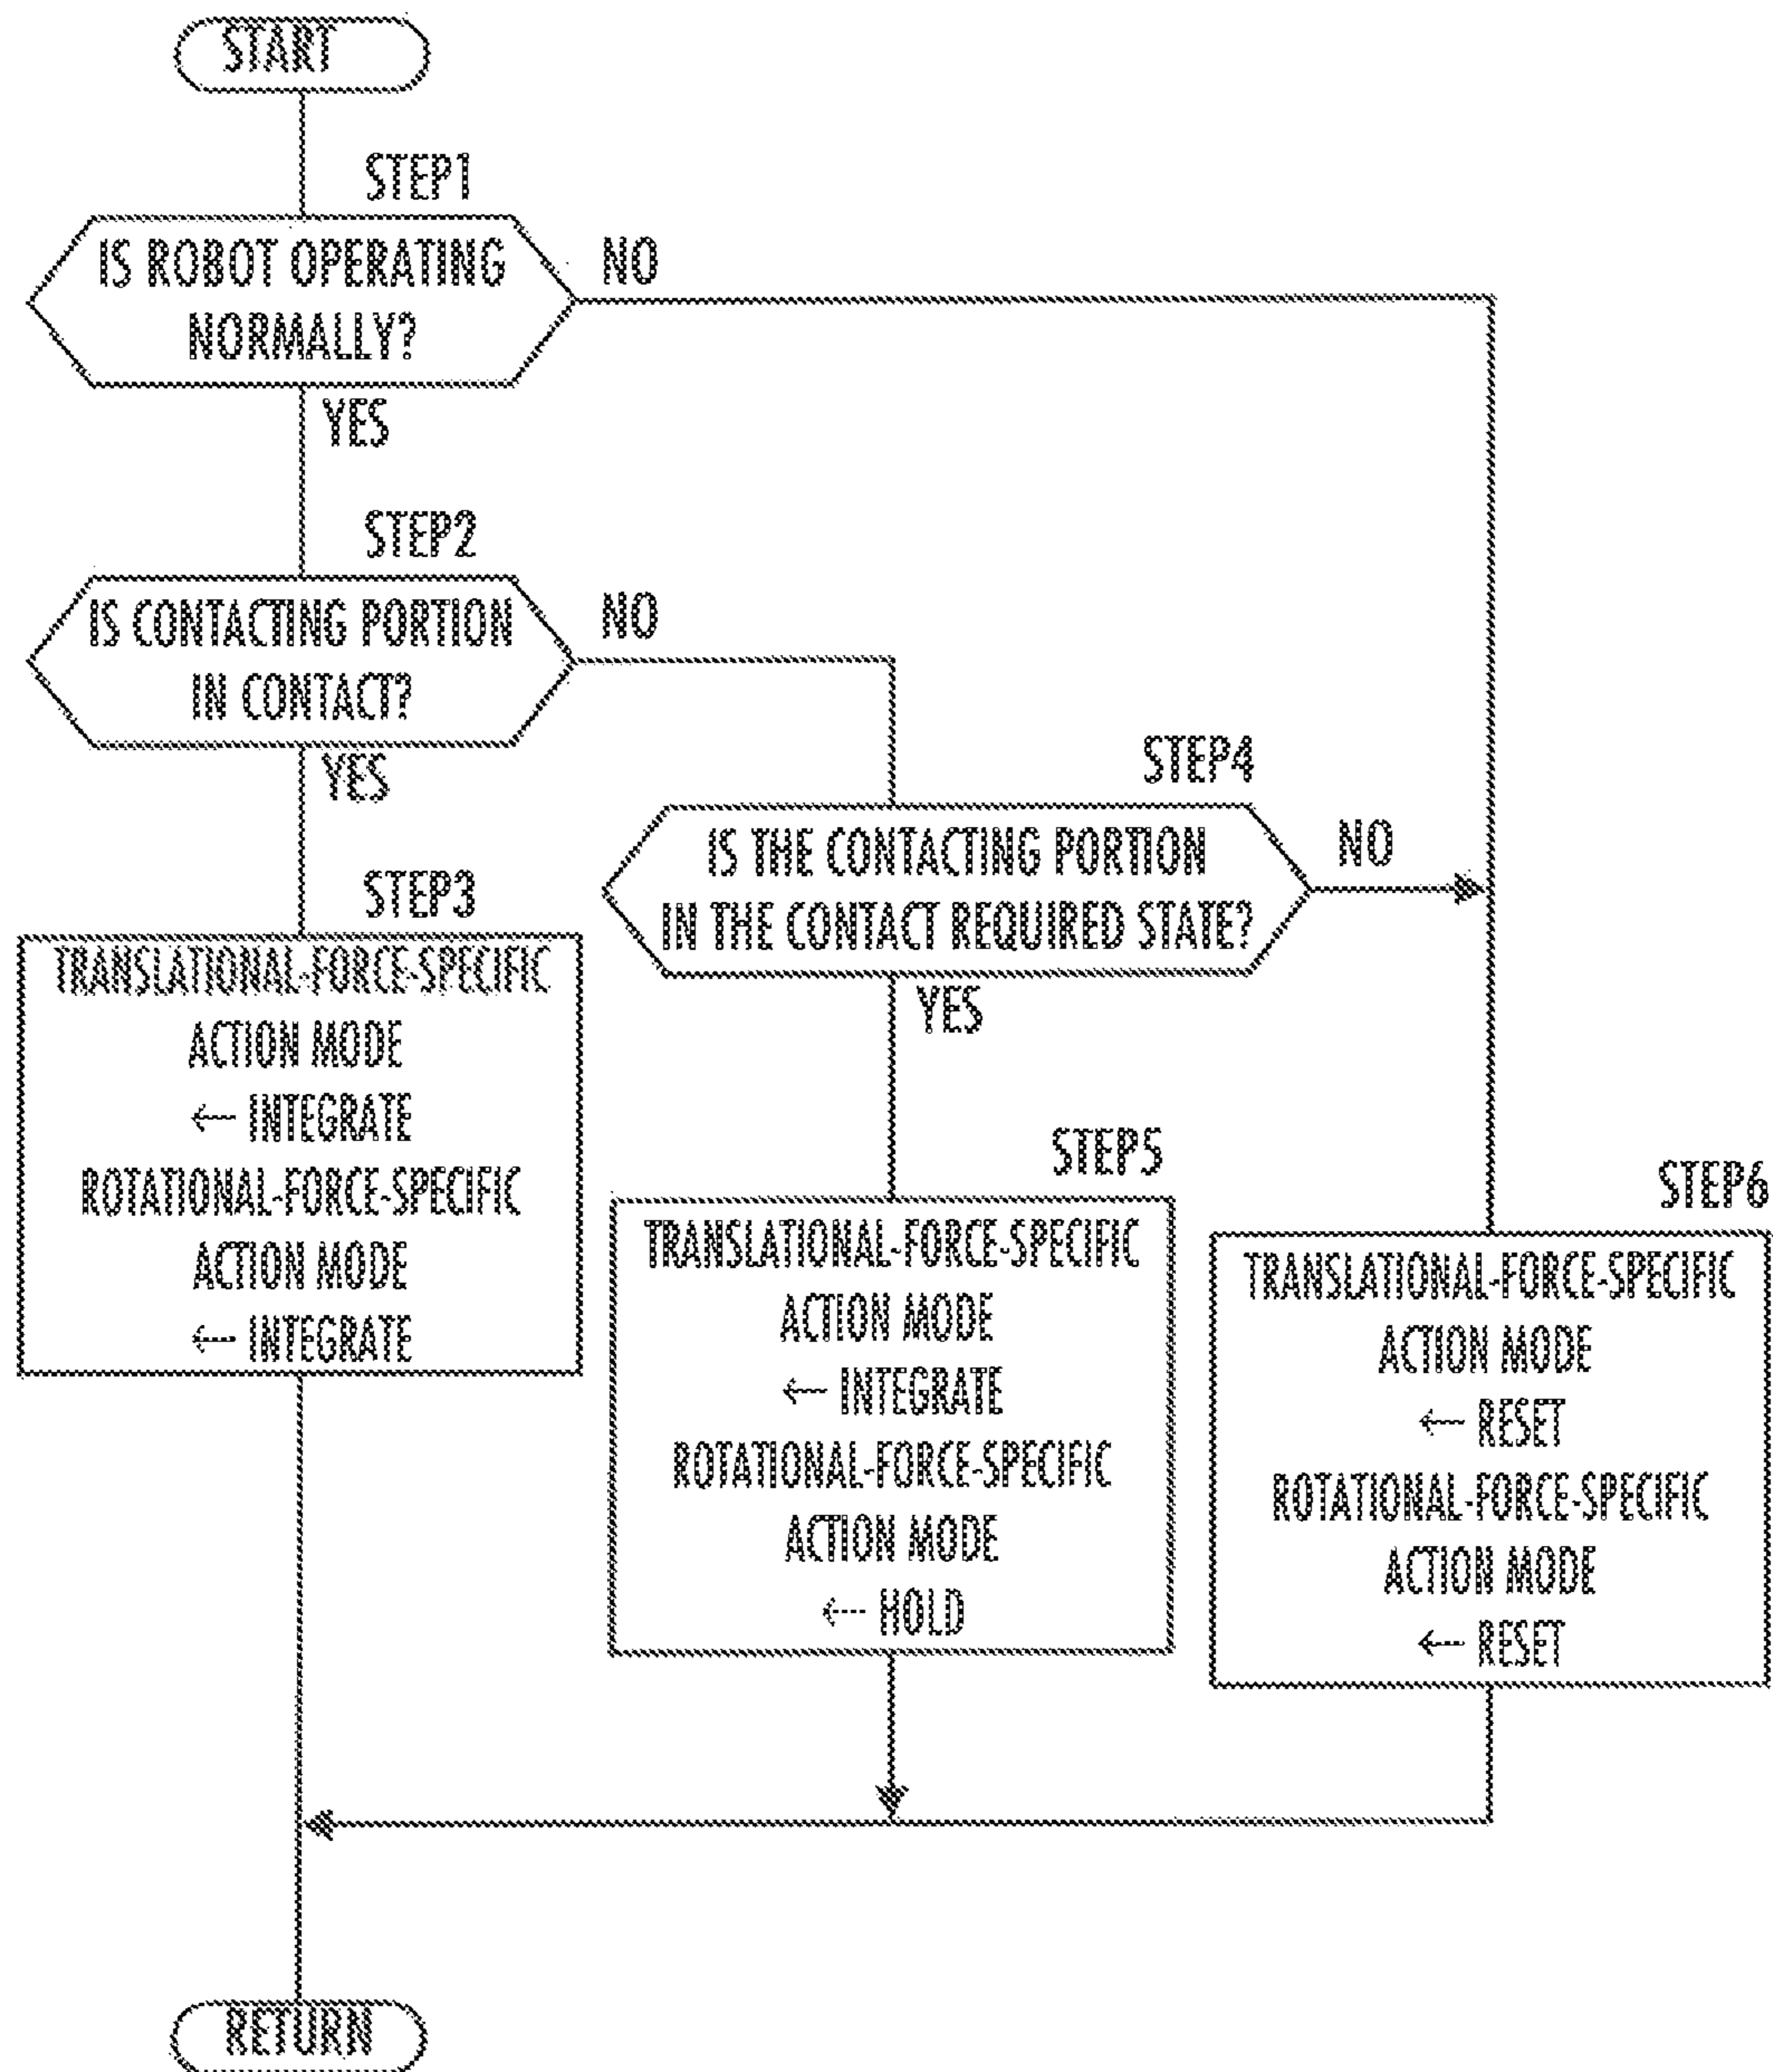 START
STEP1
IS ROBOT OPERATING
NORMALLY?
NO
YES
STEP2
IS CONTACTING PORTION
IN CONTACT?
NO
YES
STEP3
TRANSLATIONAL-FORCE-SPECIFIC
ACTION MODE
← INTEGRATE
ROTATIONAL-FORCE-SPECIFIC
ACTION MODE
← INTEGRATE
STEP4
IS THE CONTACTING PORTION
IN THE CONTACT REQUIRED STATE?
NO
YES
STEP5
TRANSLATIONAL-FORCE-SPECIFIC
ACTION MODE
← INTEGRATE
ROTATIONAL-FORCE-SPECIFIC
ACTION MODE
← HOLD
STEP6
TRANSLATIONAL-FORCE-SPECIFIC
ACTION MODE
← RESET
ROTATIONAL-FORCE-SPECIFIC
ACTION MODE
← RESET
RETURN